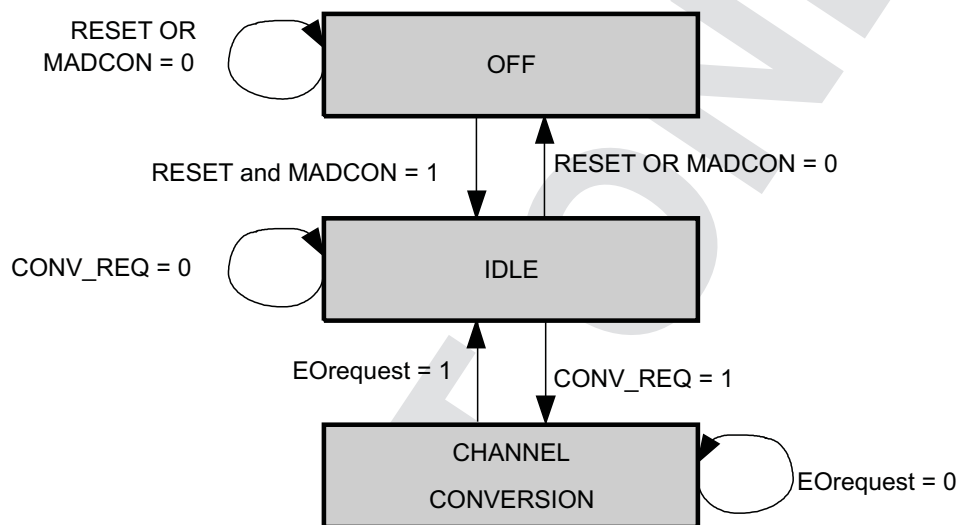 RESET OR
MADCON = 0
OFF
RESET and MADCON = 1
RESET OR MADCON = 0
CONV_REQ = 0
IDLE
EOrequest = 1
CONV_REQ = 1
CHANNEL
CONVERSION
EOrequest = 0